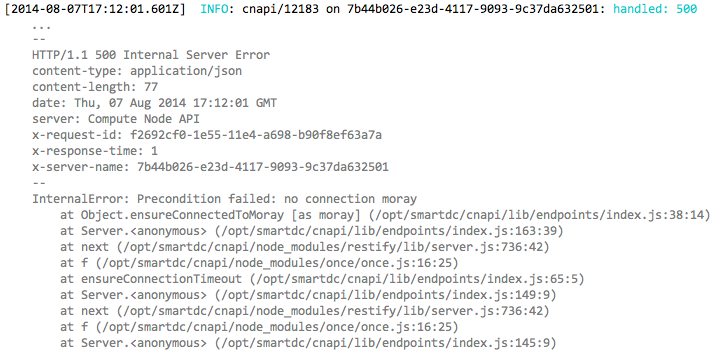 [2014-08-07T17:12:01.601Z]  INFO: cnapi/12183 on 7b44b026-e23d-4117-9093-9c37da632501: handled: 500
...
--
HTTP/1.1 500 Internal Server Error
content-type: application/json
content-length: 77
date: Thu, 07 Aug 2014 17:12:01 GMT
server: Compute Node API
x-request-id: f2692cf0-1e55-11e4-a698-b90f8ef63a7a
x-response-time: 1
x-server-name: 7b44b026-e23d-4117-9093-9c37da632501
--
InternalError: Precondition failed: no connection moray
at Object.ensureConnectedToMoray [as moray] (/opt/smartdc/cnapi/lib/endpoints/index.js:38:14)
at Server.<anonymous> (/opt/smartdc/cnapi/lib/endpoints/index.js:163:39)
at next (/opt/smartdc/cnapi/node_modules/restify/lib/server.js:736:42)
at f (/opt/smartdc/cnapi/node_modules/once/once.js:16:25)
at ensureConnectionTimeout (/opt/smartdc/cnapi/lib/endpoints/index.js:65:5)
at Server.<anonymous> (/opt/smartdc/cnapi/lib/endpoints/index.js:149:9)
at next (/opt/smartdc/cnapi/node_modules/restify/lib/server.js:736:42)
at f (/opt/smartdc/cnapi/node_modules/once/once.js:16:25)
at Server.<anonymous> (/opt/smartdc/cnapi/lib/endpoints/index.js:145:9)